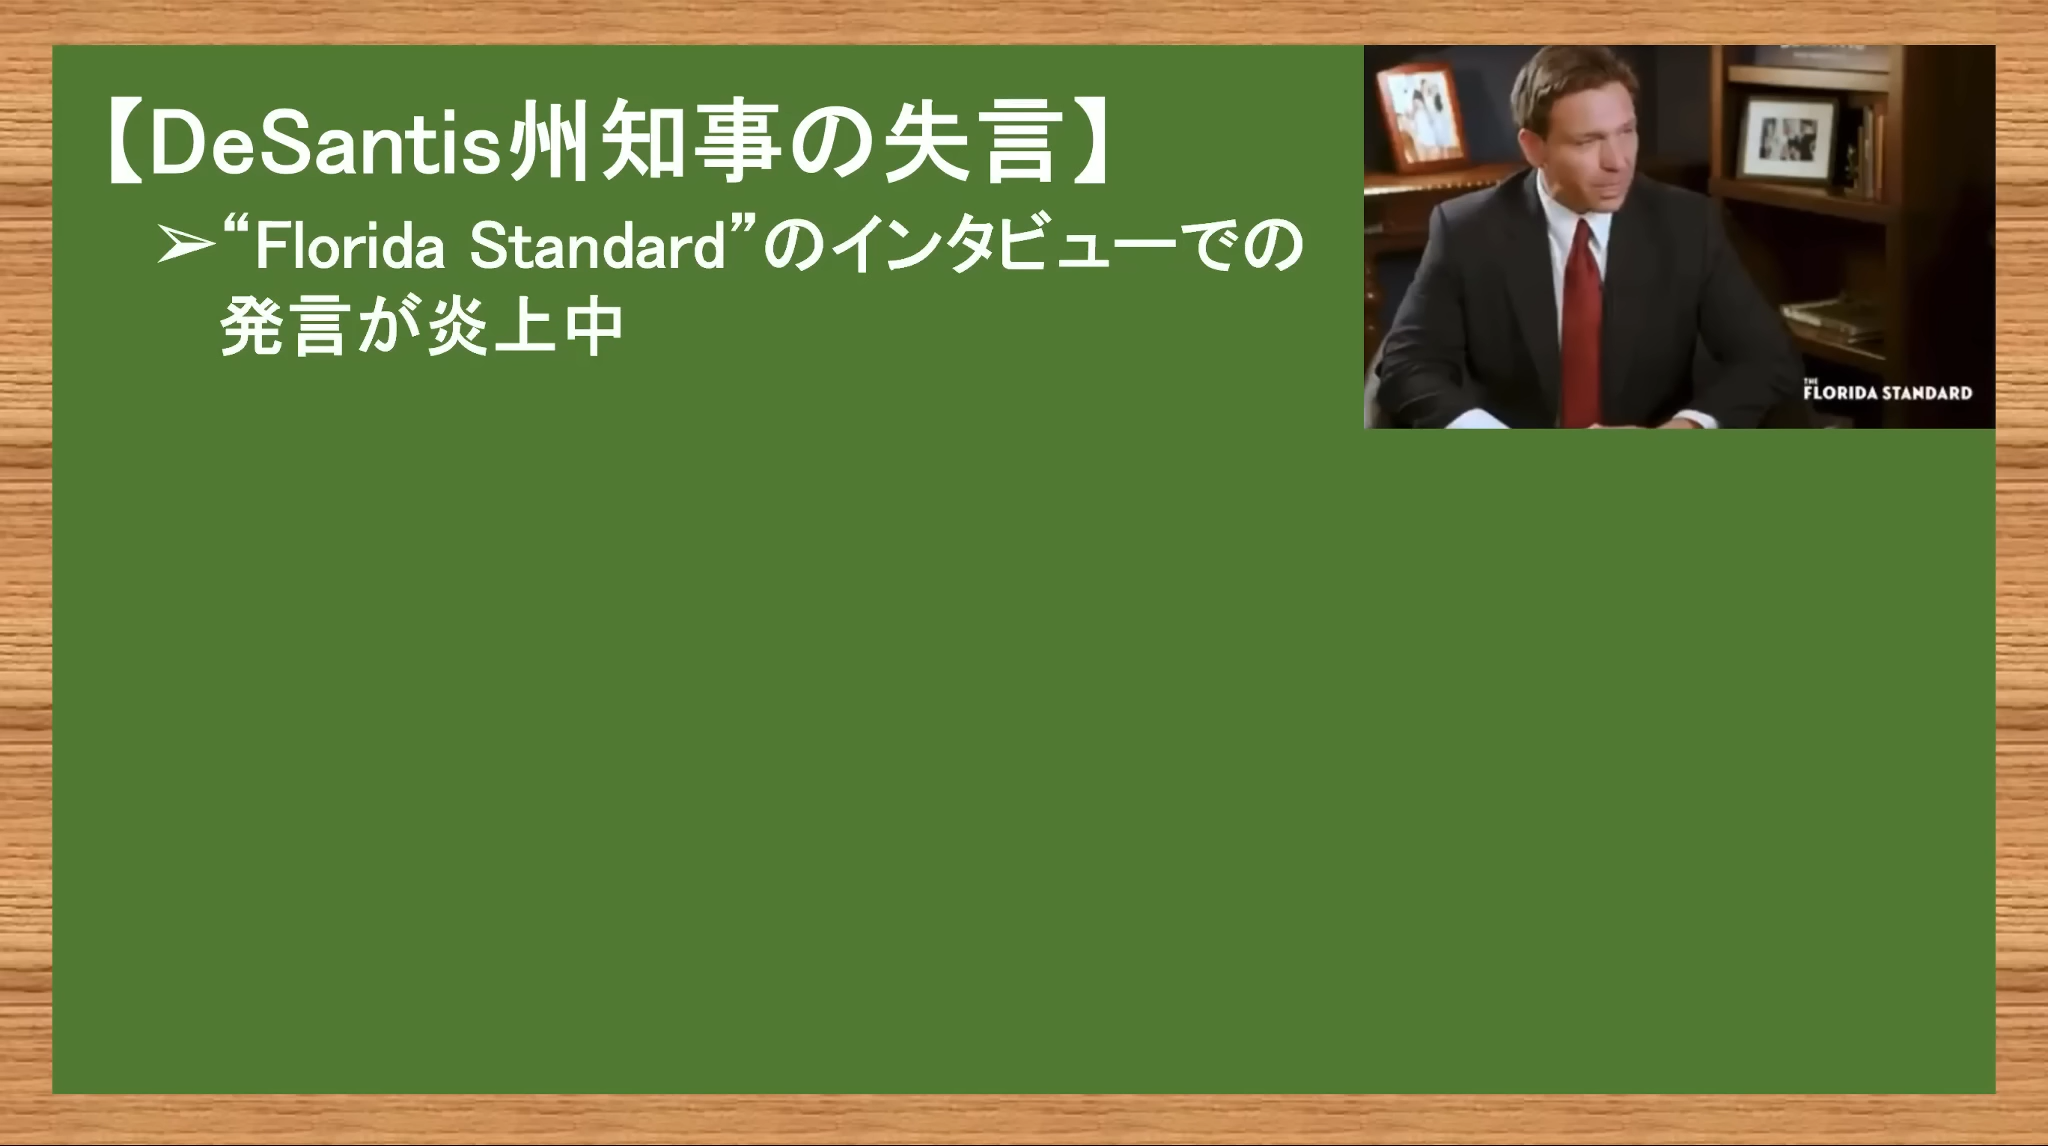 【DeSantis州知事の失言】
➢“Florida Standard”のインタビューでの
発言が炎上中
THE
FLORIDA STANDARD